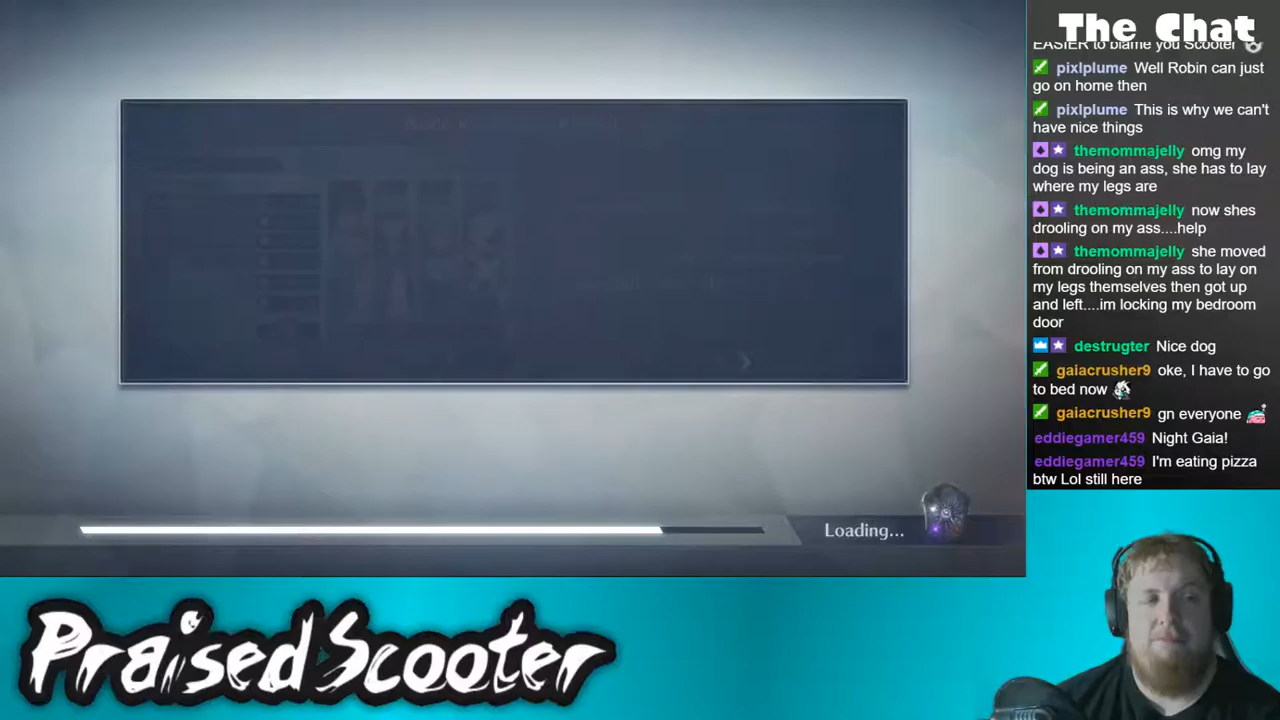 The Chat
EASIER to blame you Scooter
pixlplume Well Robin can just
go on home then
pixlplume This is why we can't
have nice things
themommajelly omg my
dog is being an ass, she has to lay
where my legs are
themommajelly now shes
drooling on my ass....help
themommajelly she moved
from drooling on my ass to lay on
my legs themselves then got up
and left....im locking my bedroom
door
destrugter Nice dog
gaiacrusher9 oke, I have to go
to bed now
gaiacrusher9 gn everyone
eddiegamer459 Night Gaia!
eddiegamer459 I'm eating pizza
btw Lol still here
Loading...
PraisedScooter